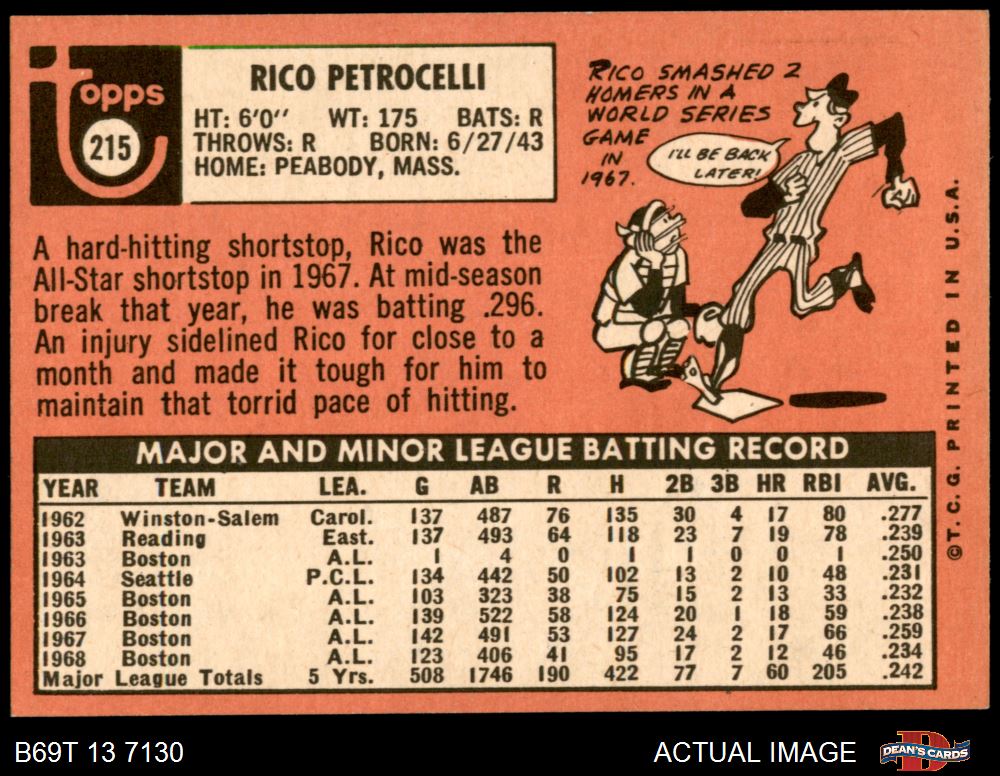 Topps
215
RICO PETROCELLI
HT: 6'0" WT: 175 BATS: R
THROWS: R BORN: 6/27/43
HOME: PEABODY, MASS.
RICO SMASHED 2
HOMERS IN A
WORLD SERIES
GAME
IN
1967.
I'LL BE BACK
LATER!
A hard-hitting shortstop, Rico was the
All-Star shortstop in 1967. At mid-season
break that year, he was batting .296.
An injury sidelined Rico for close to a
month and made it tough for him to
maintain that torrid pace of hitting.
MAJOR AND MINOR LEAGUE BATTING RECORD
YEAR TEAM LEA. G AB R H 2B 3B HR RBI AVG.
1962 Winston-Salem Carol. 137 487 76 135 30 4 17 80 .277
1963 Reading East. 137 493 64 118 23 7 19 78 .239
1963 Boston A.L. 1 4 0 1 1 0 0 1 .250
1964 Seattle P.C.L. 134 442 50 102 13 2 10 48 .231
1965 Boston A.L. 103 323 38 75 15 2 13 33 .232
1966 Boston A.L. 139 522 58 124 20 1 18 59 .238
1967 Boston A.L. 142 491 53 127 24 2 17 66 .259
1968 Boston A.L. 123 406 41 95 17 2 12 46 .234
Major League Totals 5 Yrs. 508 1746 190 422 77 7 60 205 .242
©T.C.G. PRINTED IN U.S.A.
B69T 13 7130
ACTUAL IMAGE
D
DEAN'S CARDS